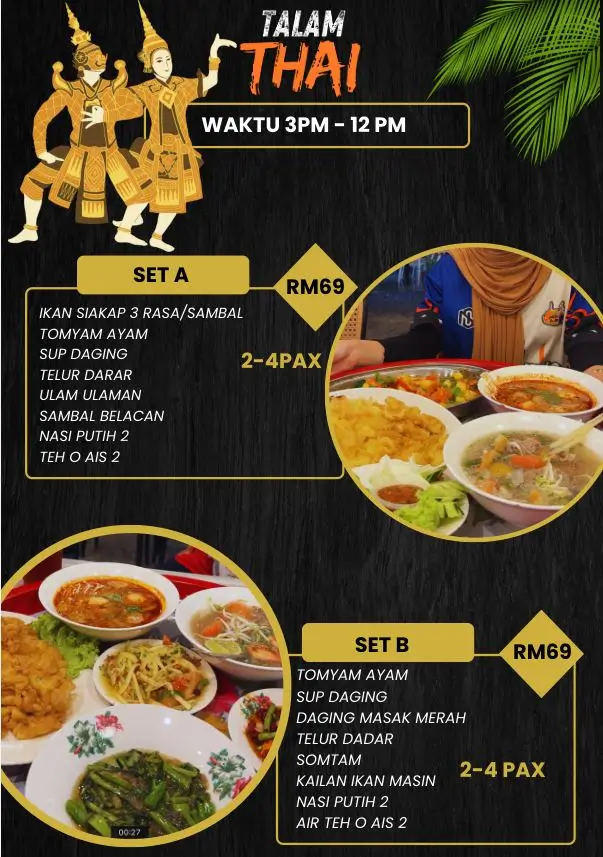 TALAM
THAI
WAKTU 3PM - 12 PM
SET A
RM69
IKAN SIAKAP 3 RASA/SAMBAL
TOMYAM AYAM
SUP DAGING
2-4PAX
TELUR DARAR
ULAM ULAMAN
SAMBAL BELACAN
NASI PUTIH 2
TEH O AIS 2
SET B
RM69
TOMYAM AYAM
SUP DAGING
DAGING MASAK MERAH
TELUR DADAR
SOMTAM
2-4 PAX
KAILAN IKAN MASIN
NASI PUTIH 2
AIR TEH O AIS 2
00:27